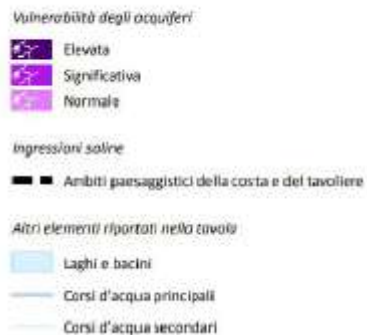 Vulnerabilità degli acquiferi
Elevata
Significativa
Normale
Ingressioni saline
Ambiti paesaggistici della costa e del tavoliere
Altri elementi riportati nella tavola
Laghi e bacini
Corsi d'acqua principali
Corsi d'acqua secondari